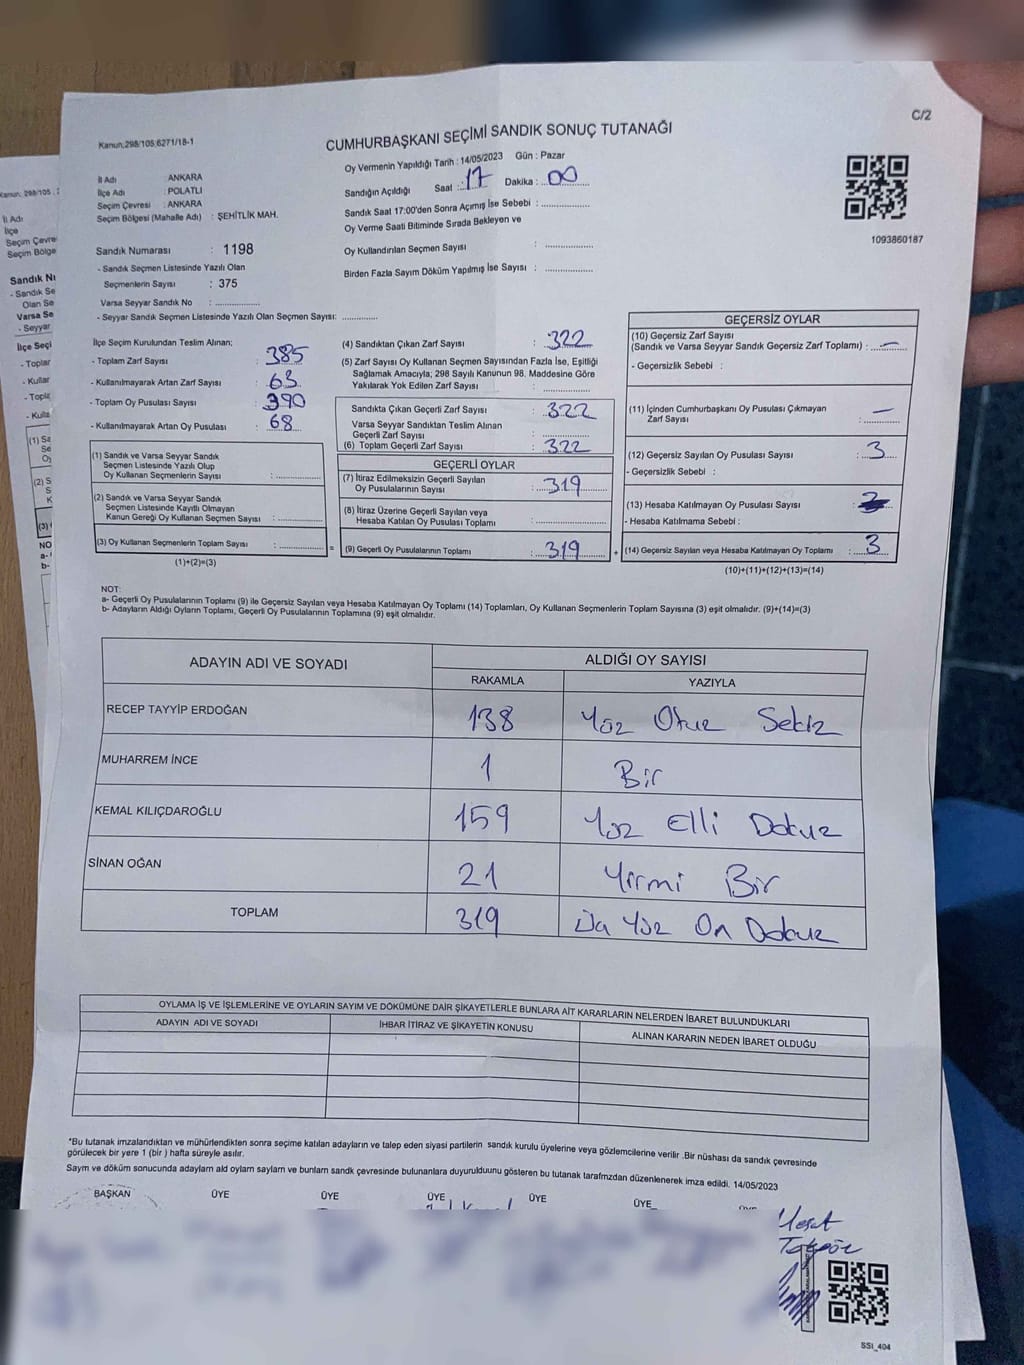 C/2
Kanun,298/105,6271/18-1
CUMHURBAŞKANI SEÇİMİ SANDIK SONUÇ TUTANAĞI
Oy Vermenin Yapıldığı Tarih : 14/05/2023 Gün : Pazar
İl Adı : ANKARA
İlçe Adı : POLATLI
Seçim Çevresi : ANKARA
Seçim Bölgesi (Mahalle Adı) : ŞEHİTLİK MAH.
Sandığın Açıldığı Saat : 17 Dakika : 00
Sandık Saat 17:00'den Sonra Açımış İse Sebebi :
Oy Verme Saati Bitiminde Sırada Bekleyen ve
Oy Kullandırılan Seçmen Sayısı :
Birden Fazla Sayım Döküm Yapılmış İse Sayısı :
1093860187
Sandık Numarası : 1198
- Sandık Seçmen Listesinde Yazılı Olan
Seçmenlerin Sayısı : 375
Varsa Seyyar Sandık No :
- Seyyar Sandık Seçmen Listesinde Yazılı Olan Seçmen Sayısı:
İlçe Seçim Kurulundan Teslim Alınan;
- Toplam Zarf Sayısı : 385
- Kullanılmayarak Artan Zarf Sayısı : 63
- Toplam Oy Pusulası Sayısı : 390
- Kullanılmayarak Artan Oy Pusulası : 68
(1) Sandık ve Varsa Seyyar Sandık
Seçmen Listesinde Yazılı Olup
Oy Kullanan Seçmenlerin Sayısı :
(2) Sandık ve Varsa Seyyar Sandık
Seçmen Listesinde Kayıtlı Olmayan
Kanun Gereği Oy Kullanan Seçmen Sayısı :
(3) Oy Kullanan Seçmenlerin Toplam Sayısı : =
(1)+(2)=(3)
(4) Sandıktan Çıkan Zarf Sayısı : 322
(5) Zarf Sayısı Oy Kullanan Seçmen Sayısından Fazla İse, Eşitliği
Sağlamak Amacıyla; 298 Sayılı Kanunun 98. Maddesine Göre
Yakılarak Yok Edilen Zarf Sayısı :
Sandıkta Çıkan Geçerli Zarf Sayısı : 322
Varsa Seyyar Sandıktan Teslim Alınan
Geçerli Zarf Sayısı :
(6) Toplam Geçerli Zarf Sayısı : 322
GEÇERLİ OYLAR
(7) İtiraz Edilmeksizin Geçerli Sayılan
Oy Pusulalarının Sayısı : 319
(8) İtiraz Üzerine Geçerli Sayılan veya
Hesaba Katılan Oy Pusulası Toplamı :
(9) Geçerli Oy Pusulalarının Toplamı : 319 +
GEÇERSİZ OYLAR
(10) Geçersiz Zarf Sayısı
(Sandık ve Varsa Seyyar Sandık Geçersiz Zarf Toplamı) : —
- Geçersizlik Sebebi :
(11) İçinden Cumhurbaşkanı Oy Pusulası Çıkmayan
Zarf Sayısı : —
(12) Geçersiz Sayılan Oy Pusulası Sayısı : 3
- Geçersizlik Sebebi :
(13) Hesaba Katılmayan Oy Pusulası Sayısı :
- Hesaba Katılmama Sebebi :
(14) Geçersiz Sayılan veya Hesaba Katılmayan Oy Toplamı : 3
(10)+(11)+(12)+(13)=(14)
NOT:
a- Geçerli Oy Pusulalarının Toplamı (9) ile Geçersiz Sayılan veya Hesaba Katılmayan Oy Toplamı (14) Toplamları, Oy Kullanan Seçmenlerin Toplam Sayısına (3) eşit olmalıdır. (9)+(14)=(3)
b- Adayların Aldığı Oyların Toplamı, Geçerli Oy Pusulalarının Toplamına (9) eşit olmalıdır.
ADAYIN ADI VE SOYADI ALDIĞI OY SAYISI
RAKAMLA YAZIYLA
RECEP TAYYİP ERDOĞAN 138 Yüz Otuz Sekiz
MUHARREM İNCE 1 Bir
KEMAL KILIÇDAROĞLU 159 Yüz Elli Dokuz
SİNAN OĞAN 21 Yirmi Bir
TOPLAM 319 Üç Yüz On Dokuz
OYLAMA İŞ VE İŞLEMLERİNE VE OYLARIN SAYIM VE DÖKÜMÜNE DAİR ŞİKAYETLERLE BUNLARA AİT KARARLARIN NELERDEN İBARET BULUNDUKLARI
ADAYIN ADI VE SOYADI İHBAR İTİRAZ VE ŞİKAYETİN KONUSU ALINAN KARARIN NEDEN İBARET OLDUĞU
*Bu tutanak imzalandıktan ve mühürlendikten sonra seçime katılan adayların ve talep eden siyasi partilerin sandık kurulu üyelerine veya gözlemcilerine verilir .Bir nüshası da sandık çevresinde
görülecek bir yere 1 (bir ) hafta süreyle asılır.
Sayım ve döküm sonucunda adaylam ald oylam saylam ve bunlam sandk çevresinde bulunanlara duyurulduunu gösteren bu tutanak tarafmzdan düzenlenerek imza edildi. 14/05/2023
BAŞKAN ÜYE ÜYE ÜYE ÜYE ÜYE
SSI_404